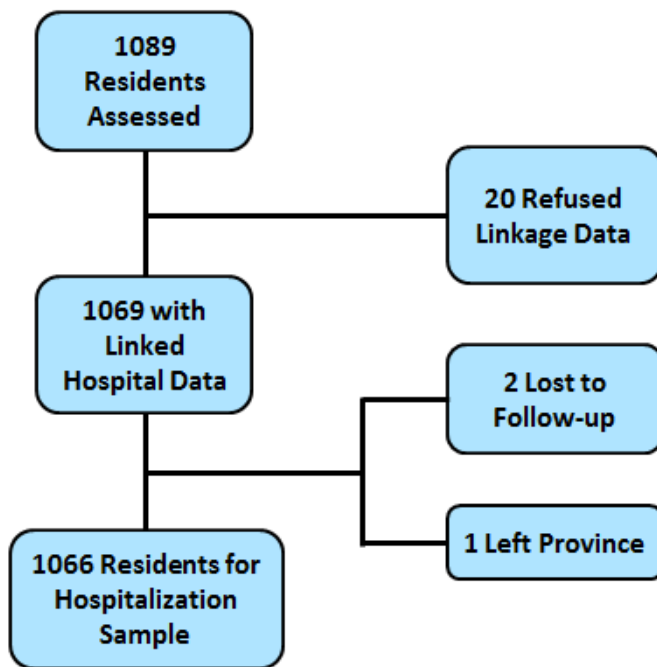 1089
Residents
Assessed
20 Refused
Linkage Data
1069 with
Linked
Hospital Data
2 Lost to
Follow-up
1 Left Province
1066 Residents for
Hospitalization
Sample